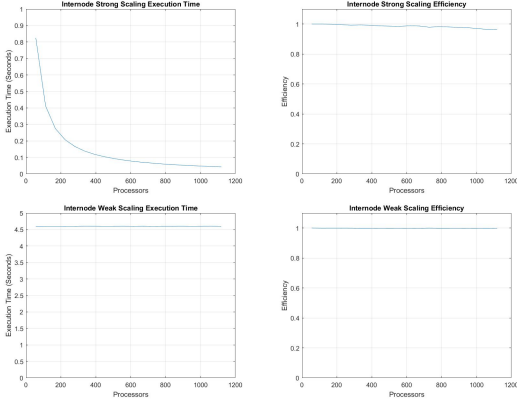 Internode Strong Scaling Execution Time
1
0.9
0.8
0.7
0.6
0.5
0.4
0.3
0.2
0.1
0
Execution Time (Seconds)
0 200 400 600 800 1000 1200
Processors
Internode Strong Scaling Efficiency
1
0.8
0.6
0.4
0.2
0
Efficiency
0 200 400 600 800 1000 1200
Processors
Internode Weak Scaling Execution Time
5
4.5
4
3.5
3
2.5
2
1.5
1
0.5
0
Execution Time (Seconds)
0 200 400 600 800 1000 1200
Processors
Internode Weak Scaling Efficiency
1
0.8
0.6
0.4
0.2
0
Efficiency
0 200 400 600 800 1000 1200
Processors